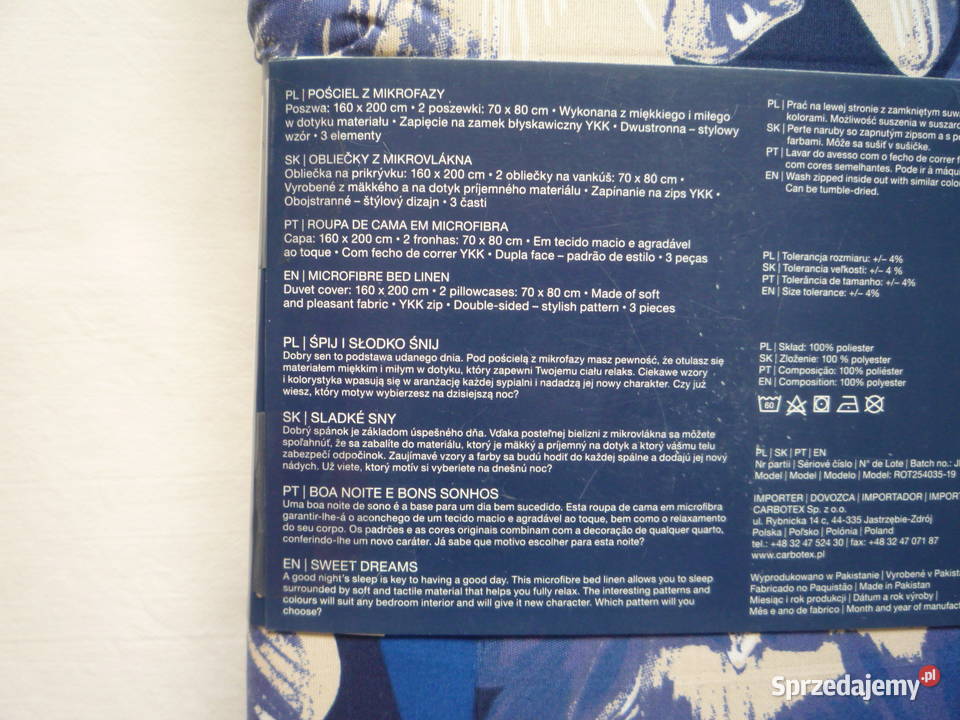 PL | POŚCIEL Z MIKROFAZY
Poszwa: 160 x 200 cm • 2 poszewki: 70 x 80 cm • Wykonana z miękkiego i miłego
w dotyku materiału • Zapięcie na zamek błyskawiczny YKK • Dwustronna – stylowy
wzór • 3 elementy
SK | OBLIEČKY Z MIKROVLÁKNA
Obliečka na prikrývku: 160 x 200 cm • 2 obliečky na vankúš: 70 x 80 cm •
Vyrobené z mäkkého a na dotyk príjemného materiálu • Zapínanie na zips YKK •
Obojstranné – štýlový dizajn • 3 časti
PT | ROUPA DE CAMA EM MICROFIBRA
Capa: 160 x 200 cm • 2 fronhas: 70 x 80 cm • Em tecido macio e agradável
ao toque • Com fecho de correr YKK • Dupla face – padrão de estilo • 3 peças
EN | MICROFIBRE BED LINEN
Duvet cover: 160 x 200 cm • 2 pillowcases: 70 x 80 cm • Made of soft
and pleasant fabric • YKK zip • Double-sided – stylish pattern • 3 pieces
PL | ŚPIJ I SŁODKO ŚNIJ
Dobry sen to podstawa udanego dnia. Pod pościelą z mikrofazy masz pewność, że otulasz się
materiałem miękkim i miłym w dotyku, który zapewni Twojemu ciału relaks. Ciekawe wzory
i kolorystyka wpasują się w aranżację każdej sypialni i nadadzą jej nowy charakter. Czy już
wiesz, który motyw wybierzesz na dzisiejszą noc?
SK | SLADKÉ SNY
Dobrý spánok je základom úspešného dňa. Vďaka posteľnej bielizni z mikrovlákna sa môžete
spoľahnúť, že sa zabalíte do materiálu, ktorý je mäkký a príjemný na dotyk a ktorý vášmu telu
zabezpečí odpočinok. Zaujímavé vzory a farby sa budú hodiť do každej spálne a dodajú jej nový
nádych. Už viete, ktorý motív si vyberiete na dnešnú noc?
PT | BOA NOITE E BONS SONHOS
Uma boa noite de sono é a base para um dia bem sucedido. Esta roupa de cama em microfibra
garantir-lhe-á o aconchego de um tecido macio e agradável ao toque, bem como o relaxamento
do seu corpo. Os padrões e as cores originais combinam com a decoração de qualquer quarto,
conferindo-lhe um novo caráter. Já sabe que motivo escolher para esta noite?
EN | SWEET DREAMS
A good night's sleep is key to having a good day. This microfibre bed linen allows you to sleep
surrounded by soft and tactile material that helps you fully relax. The interesting patterns and
colours will suit any bedroom interior and will give it new character. Which pattern will you
choose?
PL | Prać na lewej stronie z zamkniętym
kolorami. Możliwość suszenia w
SK | Perte naruby so zapnutým zipsom a s
farbami. Môže sa sušiť v sušičke.
PT | Lavar do avesso com o fecho de correr
com cores semelhantes. Pode ir à
EN | Wash zipped inside out with similar
Can be tumble-dried.
PL | Tolerancja rozmiaru: +/– 4%
SK | Tolerancia veľkosti: +/– 4 %
PT | Tolerância de tamanho: +/– 4%
EN | Size tolerance: +/– 4%
PL | Skład: 100% poliester
SK | Zloženie: 100 % polyester
PT | Composição: 100% poliéster
EN | Composition: 100% polyester
60
PL | SK | PT | EN
Nr partii | Sériové číslo | N° de Lote | Batch no.:
Model | Model | Modelo | Model: ROT254035-19
IMPORTER | DOVOZCA | IMPORTADOR |
CARBOTEX Sp. z o.o.
ul. Rybnicka 14 c, 44-335 Jastrzębie-Zdrój
Polska | Poľsko | Polónia | Poland
tel.: +48 32 47 524 30 | fax: +48 32 47 071 87
www.carbotex.pl
Wyprodukowano w Pakistanie | Vyrobené v
Fabricado no Paquistão | Made in Pakistan
Miesiąc i rok produkcji | Dátum a rok výroby |
Mês e ano de fabrico | Month and year of
Sprzedajemy.pl